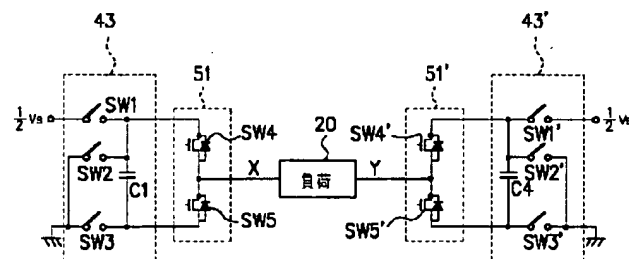 43
51
51'
43'
1/2 Vs
SW1
SW2
SW3
C1
SW4
SW5
X
20
負荷
Y
SW4'
SW5'
C4
SW1'
SW2'
SW3'
1/2 Vs